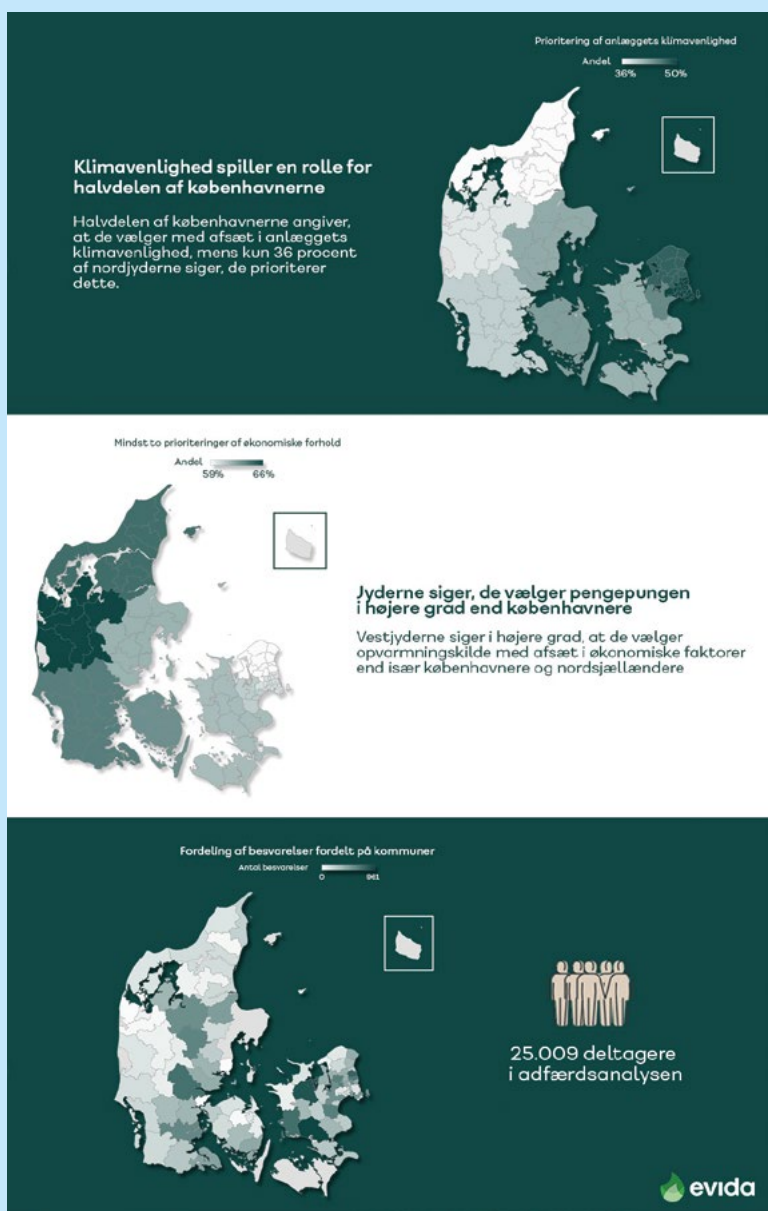 Prioritering af anlæggets klimavenlighed
Andel
36% 50%
Klimavenlighed spiller en rolle for
halvdelen af københavnerne
Halvdelen af københavnerne angiver,
at de vælger med afsæt i anlæggets
klimavenlighed, mens kun 36 procent
af nordjyderne siger, de prioriterer
dette.
Mindst to prioriteringer af økonomiske forhold
Andel
59% 66%
Jyderne siger, de vælger pengepungen
i højere grad end københavnere
Vestjyderne siger i højere grad, at de vælger
opvarmningskilde med afsæt i økonomiske faktorer
end især københavnere og nordsjællændere
Fordeling af besvarelser fordelt på kommuner
Antal besvarelser
0 961
25.009 deltagere
i adfærdsanalysen
evida